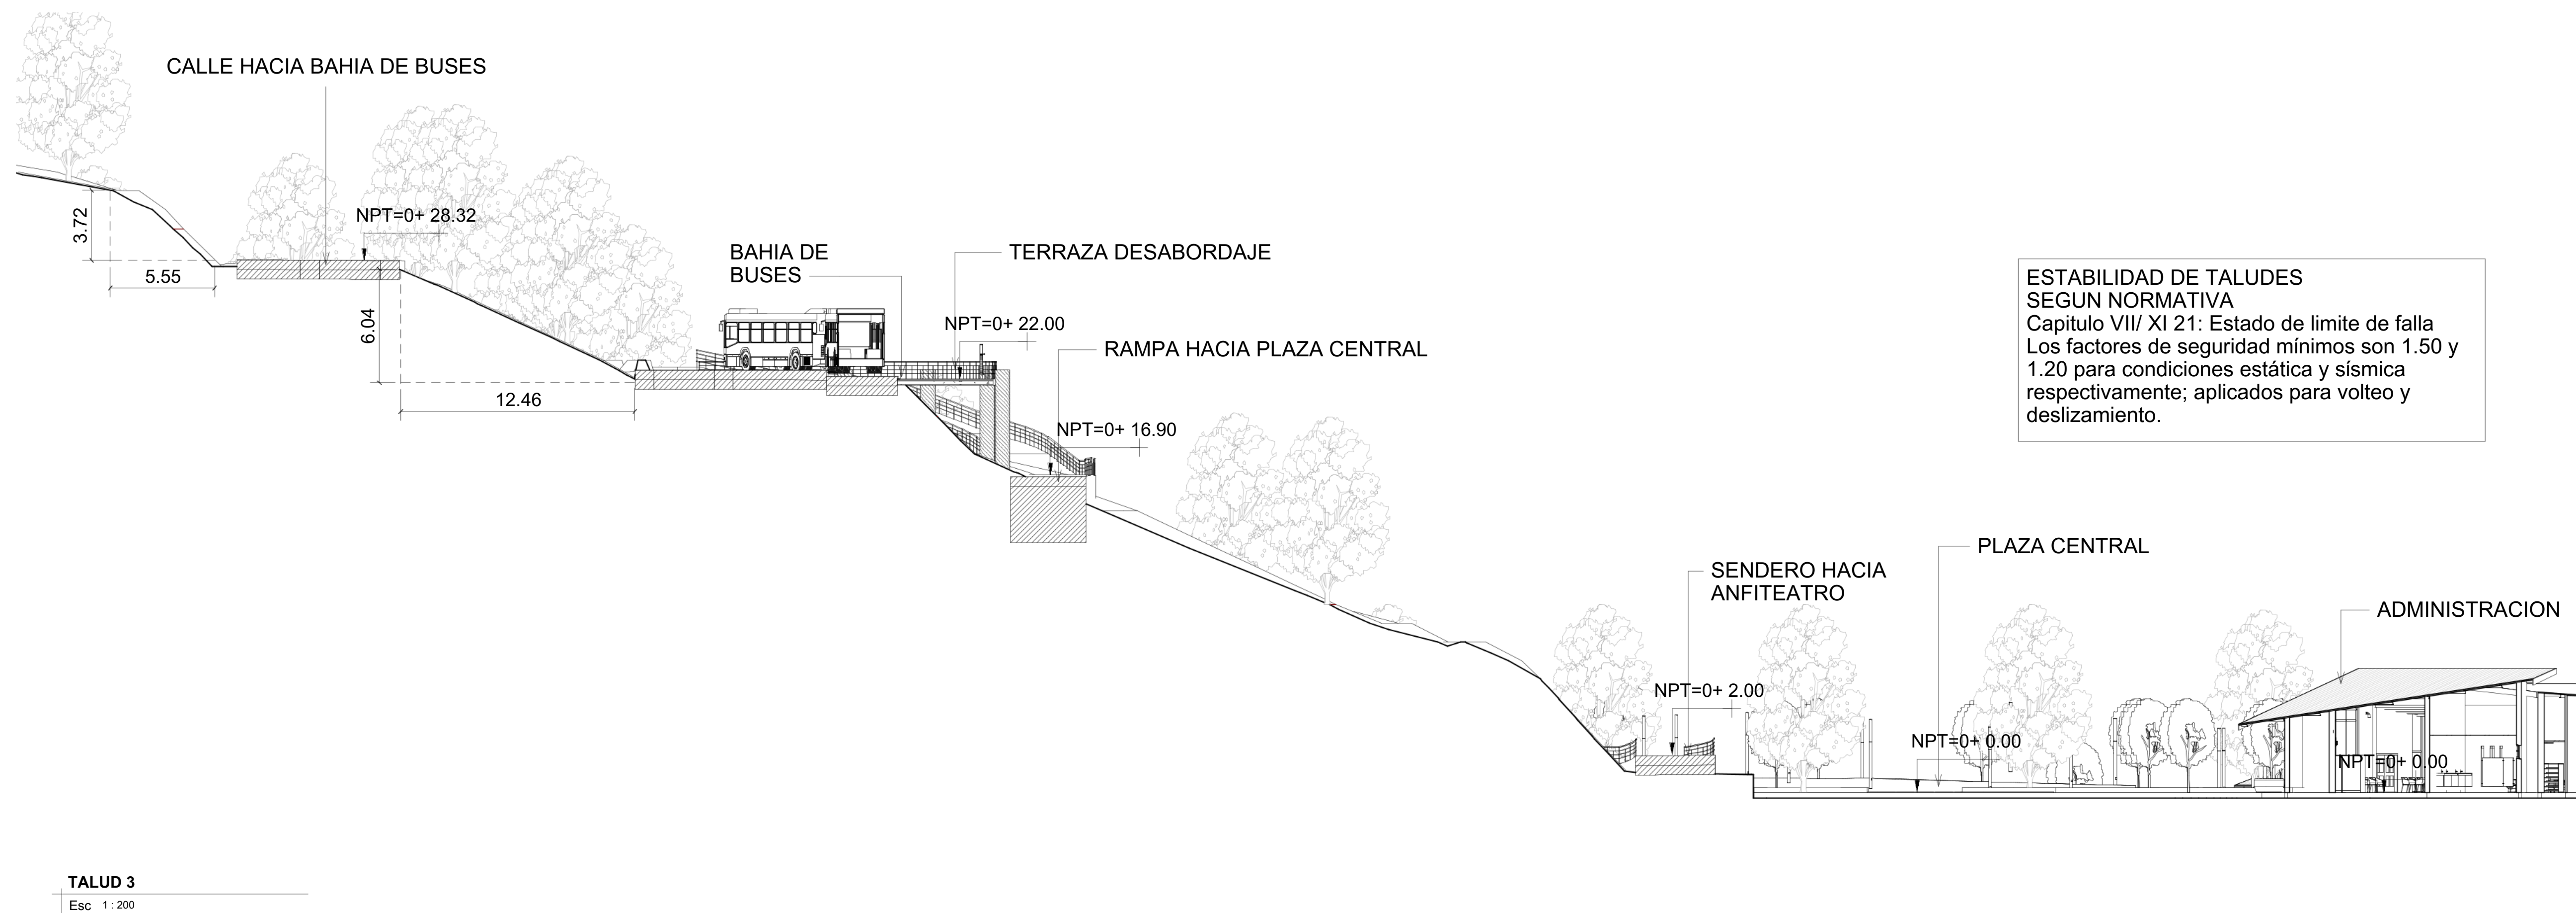 CALLE HACIA BAHIA DE BUSES
3.72
NPT=0+ 28.32
5.55
6.04
12.46
BAHIA DE
BUSES
TERRAZA DESABORDAJE
NPT=0+ 22.00
RAMPA HACIA PLAZA CENTRAL
NPT=0+ 16.90
ESTABILIDAD DE TALUDES
SEGUN NORMATIVA
Capitulo VII/ XI 21: Estado de limite de falla
Los factores de seguridad mínimos son 1.50 y
1.20 para condiciones estática y sísmica
respectivamente; aplicados para volteo y
deslizamiento.
SENDERO HACIA
ANFITEATRO
NPT=0+ 2.00
PLAZA CENTRAL
NPT=0+ 0.00
ADMINISTRACION
NPT=0+ 0.00
TALUD 3
Esc 1 : 200